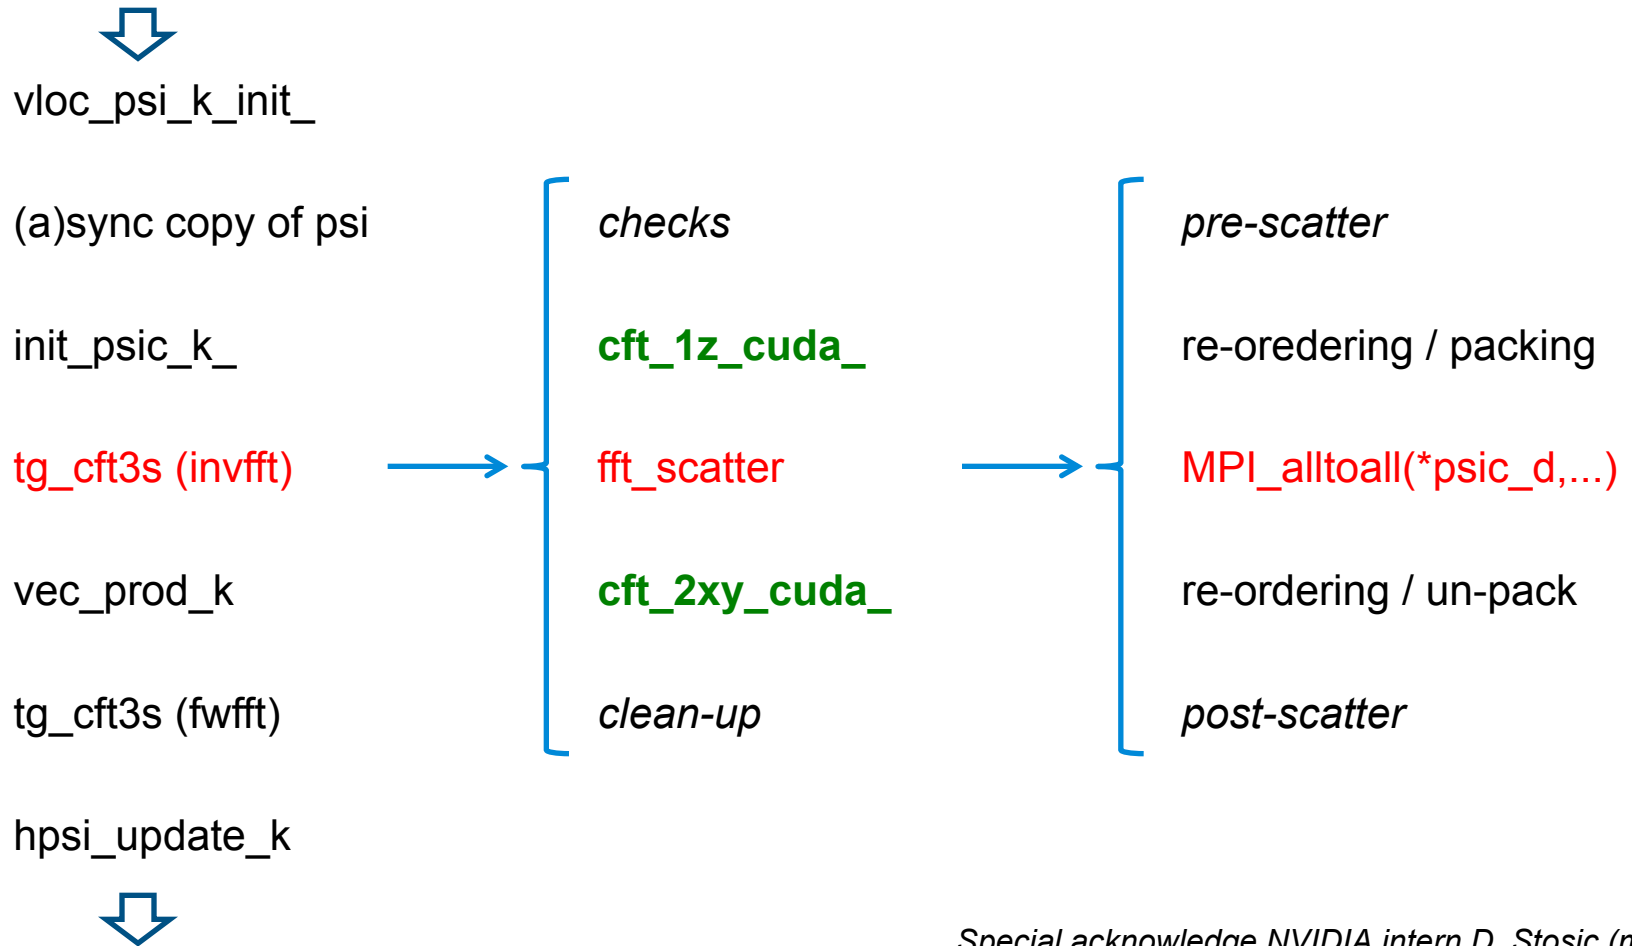 vloc_psi_k_init_
(a)sync copy of psi
init_psic_k_
tg_cft3s (invfft)
vec_prod_k
tg_cft3s (fwfft)
hpsi_update_k
checks
cft_1z_cuda_
fft_scatter
cft_2xy_cuda_
clean-up
pre-scatter
re-oredering / packing
MPI_alltoall(*psic_d,...)
re-ordering / un-pack
post-scatter
Special acknowledge NVIDIA intern D. Stosic (